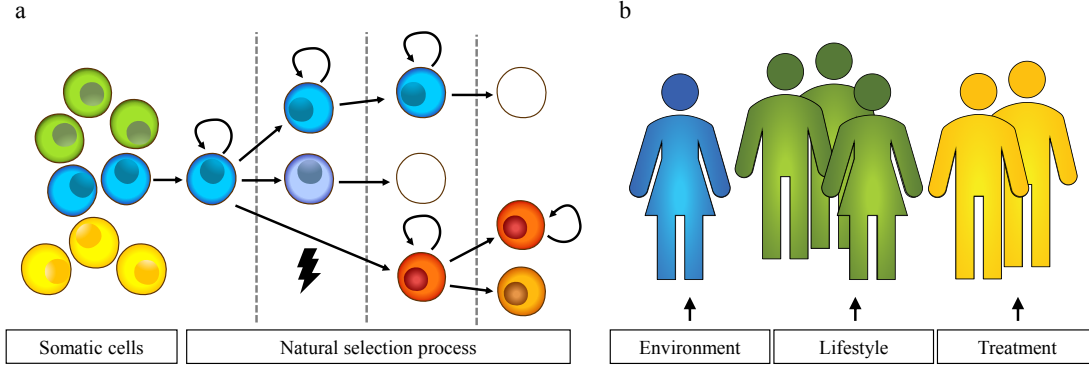 a
b
Somatic cells
Natural selection process
Environment
Lifestyle
Treatment